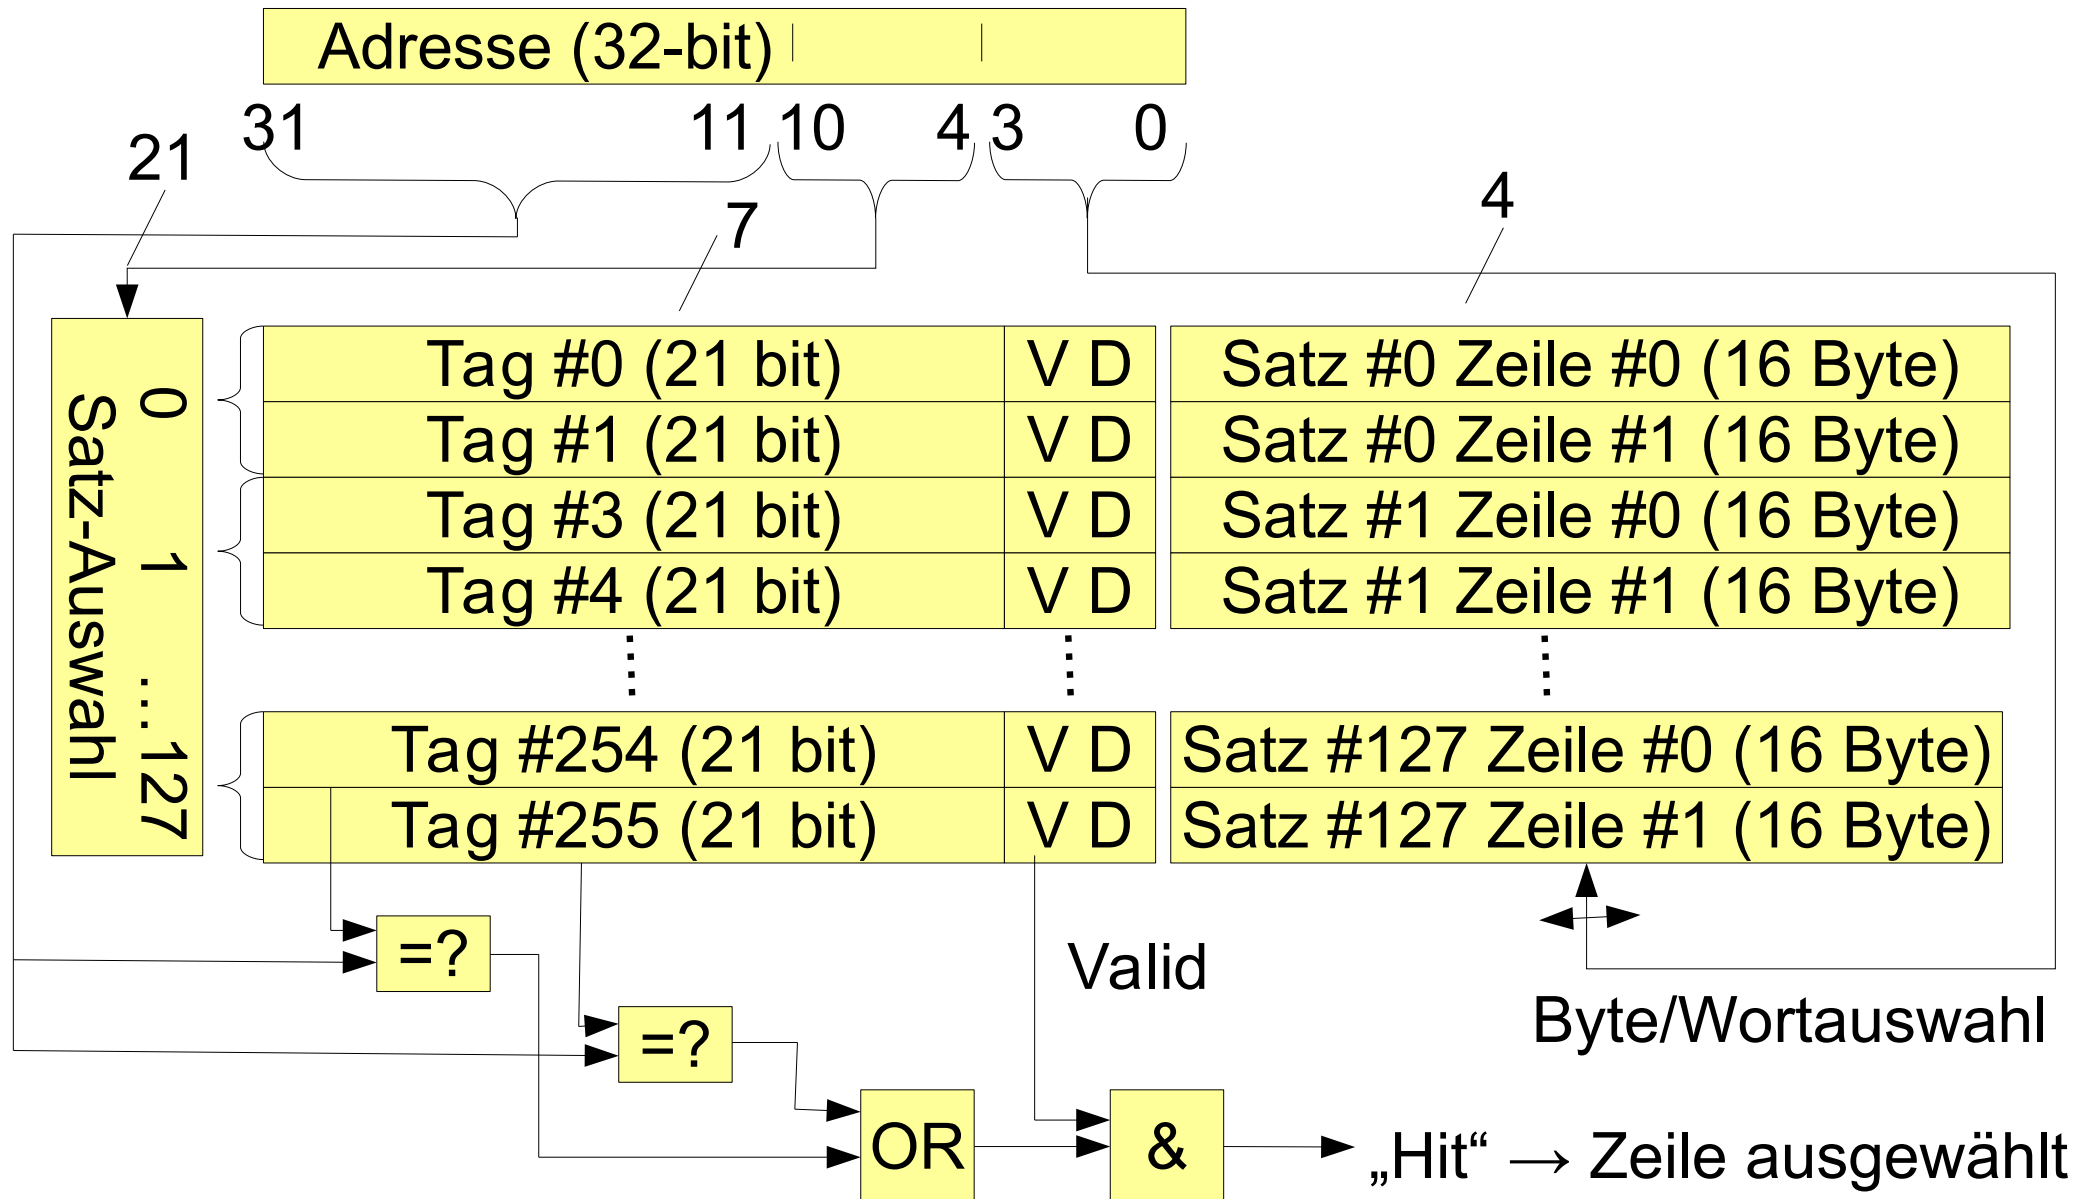 Adresse (32-bit)
31 11 10 4 3 0
21
7
4
Satz-Auswahl
0 1 ...127
Tag #0 (21 bit) V D Satz #0 Zeile #0 (16 Byte)
Tag #1 (21 bit) V D Satz #0 Zeile #1 (16 Byte)
Tag #3 (21 bit) V D Satz #1 Zeile #0 (16 Byte)
Tag #4 (21 bit) V D Satz #1 Zeile #1 (16 Byte)
Tag #254 (21 bit) V D Satz #127 Zeile #0 (16 Byte)
Tag #255 (21 bit) V D Satz #127 Zeile #1 (16 Byte)
=?
Valid
=?
Byte/Wortauswahl
OR
&
„Hit“ → Zeile ausgewählt